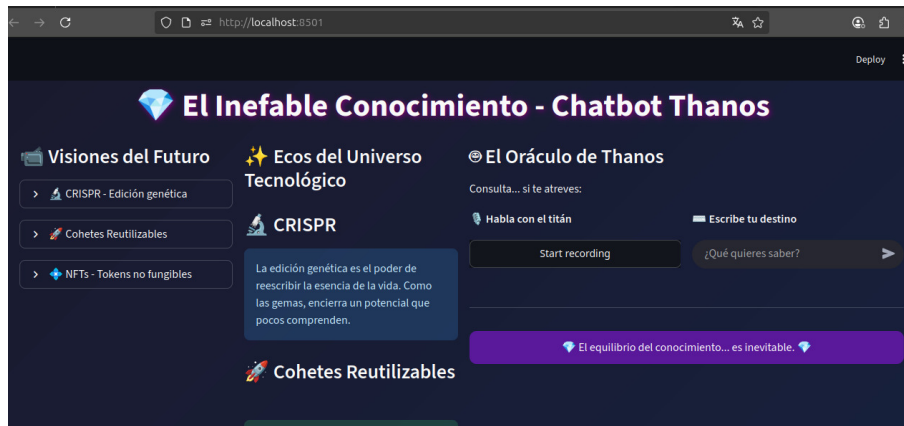 http://localhost:8501
Deploy
El Inefable Conocimiento - Chatbot Thanos
Visiones del Futuro
CRISPR - Edición genética
Cohetes Reutilizables
NFTs - Tokens no fungibles
Ecos del Universo
Tecnológico
CRISPR
La edición genética es el poder de
reescribir la esencia de la vida. Como
las gemas, encierra un potencial que
pocos comprenden.
Cohetes Reutilizables
El Oráculo de Thanos
Consulta... si te atreves:
Habla con el titán
Start recording
Escribe tu destino
¿Qué quieres saber?
El equilibrio del conocimiento... es inevitable.